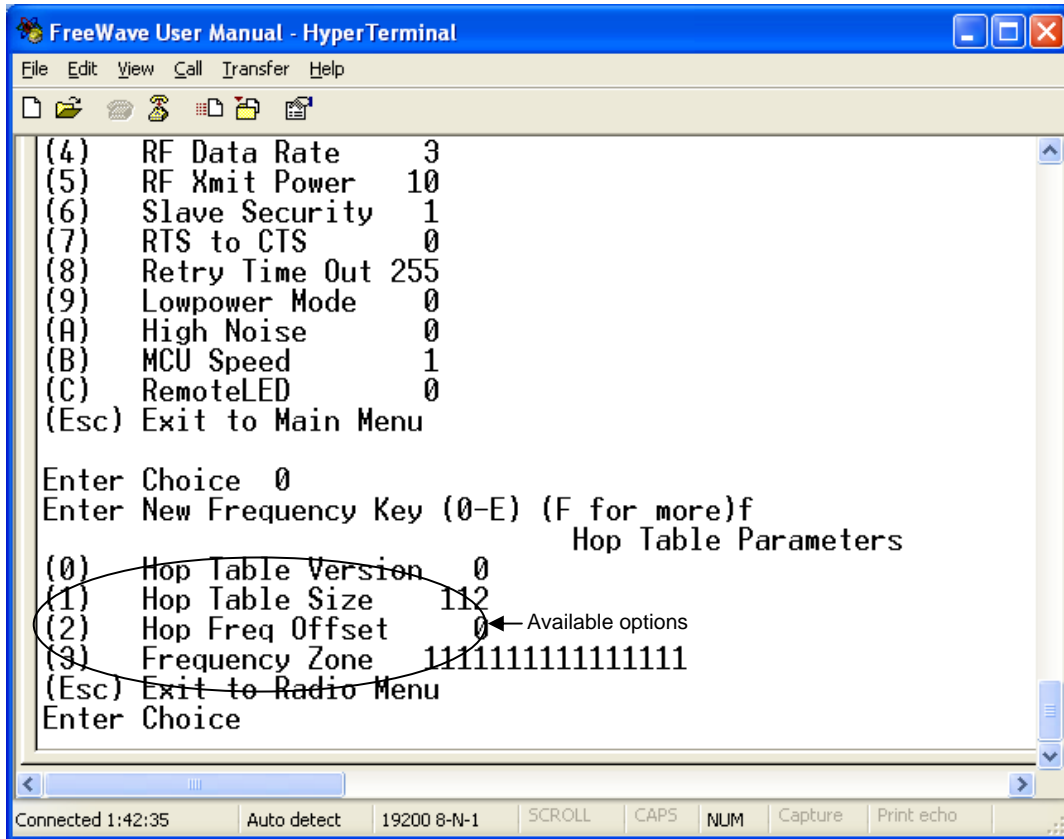 FreeWave User Manual - HyperTerminal
File Edit View Call Transfer Help
(4) RF Data Rate 3
(5) RF Xmit Power 10
(6) Slave Security 1
(7) RTS to CTS 0
(8) Retry Time Out 255
(9) Lowpower Mode 0
(A) High Noise 0
(B) MCU Speed 1
(C) RemoteLED 0
(Esc) Exit to Main Menu
Enter Choice 0
Enter New Frequency Key (0-E) (F for more)f
Hop Table Parameters
(0) Hop Table Version 0
(1) Hop Table Size 112
(2) Hop Freq Offset 0
Available options
(3) Frequency Zone 1111111111111111
(Esc) Exit to Radio Menu
Enter Choice
Connected 1:42:35 Auto detect 19200 8-N-1 SCROLL CAPS NUM Capture Print echo